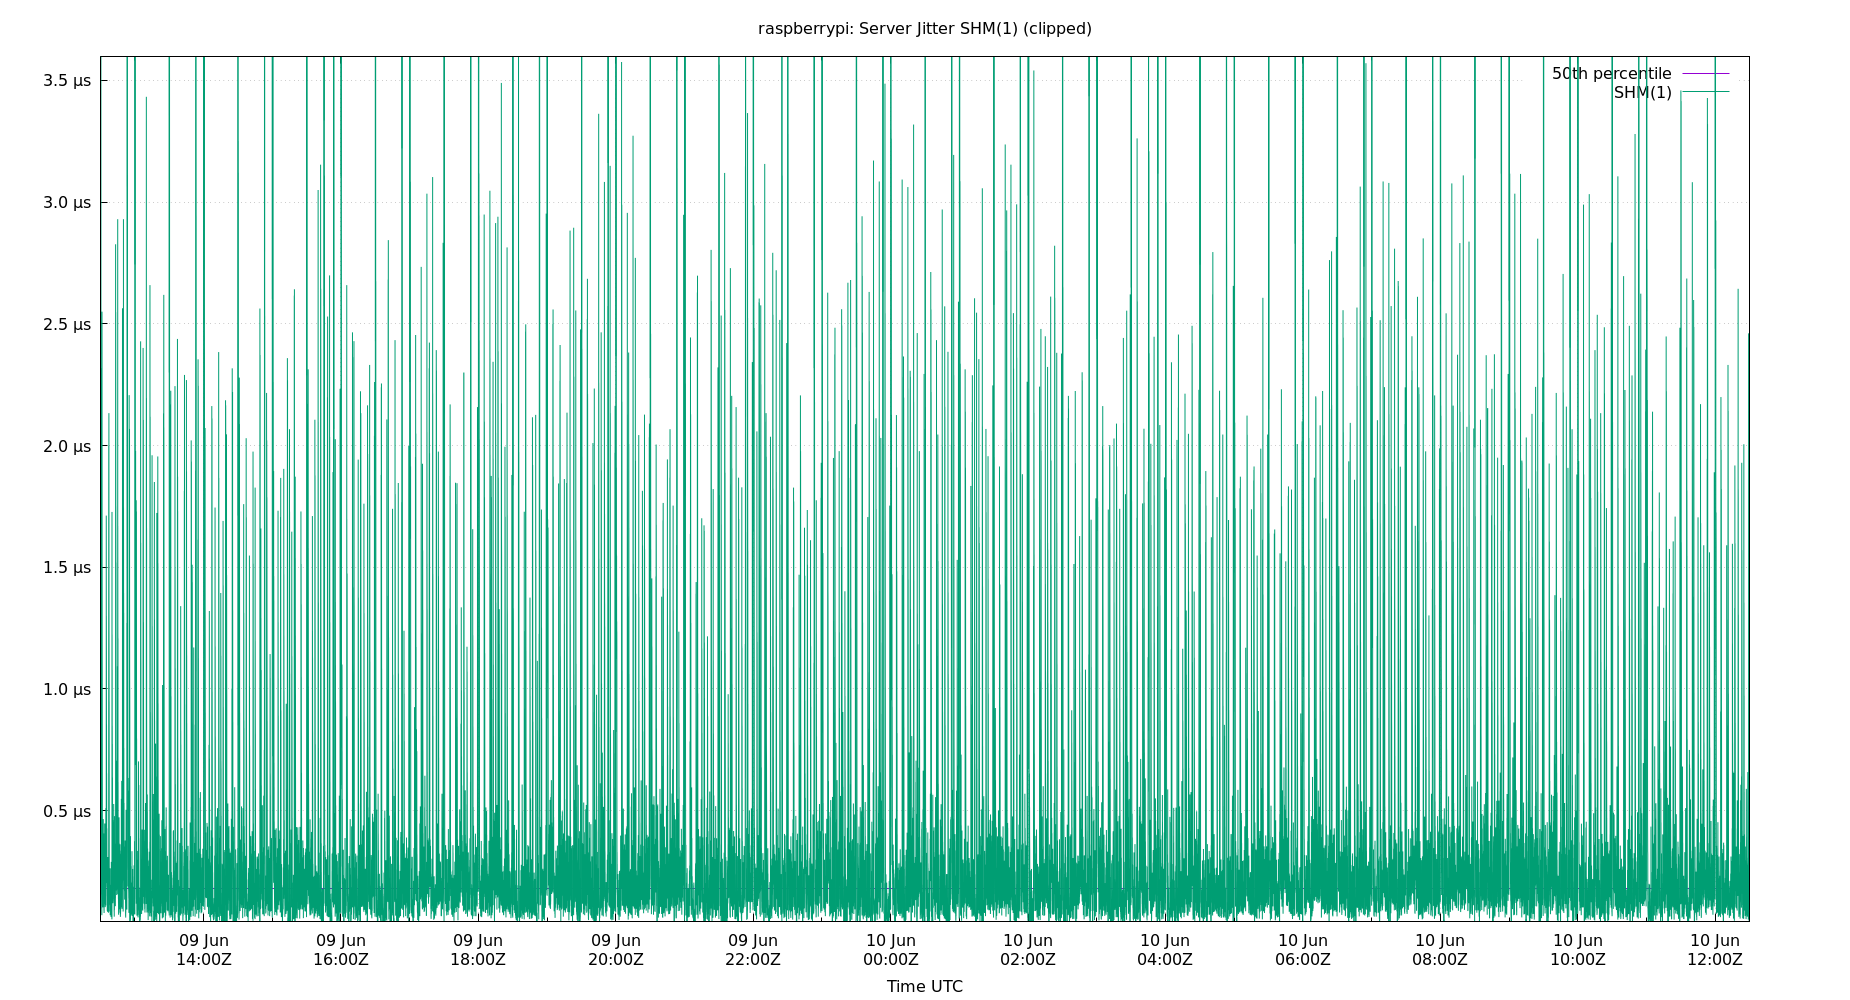 raspberrypi: Server Jitter SHM(1) (clipped)
50th percentile
SHM(1)
3.5 μs
3.0 μs
2.5 μs
2.0 μs
1.5 μs
1.0 μs
0.5 μs
09 Jun 09 Jun 09 Jun 09 Jun 09 Jun 10 Jun 10 Jun 10 Jun 10 Jun 10 Jun 10 Jun 10 Jun
14:00Z 16:00Z 18:00Z 20:00Z 22:00Z 00:00Z 02:00Z 04:00Z 06:00Z 08:00Z 10:00Z 12:00Z
Time UTC